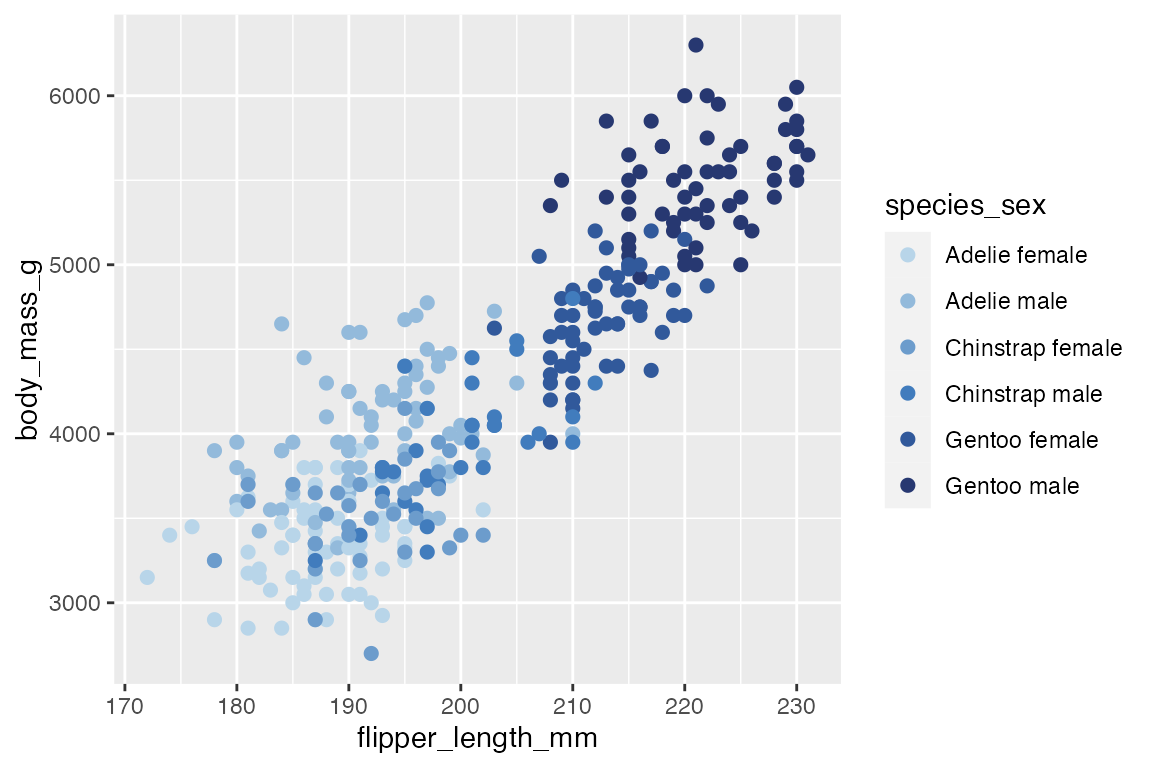 6000
5000
4000
3000
body_mass_g
170 180 190 200 210 220 230
flipper_length_mm
species_sex
Adelie female
Adelie male
Chinstrap female
Chinstrap male
Gentoo female
Gentoo male